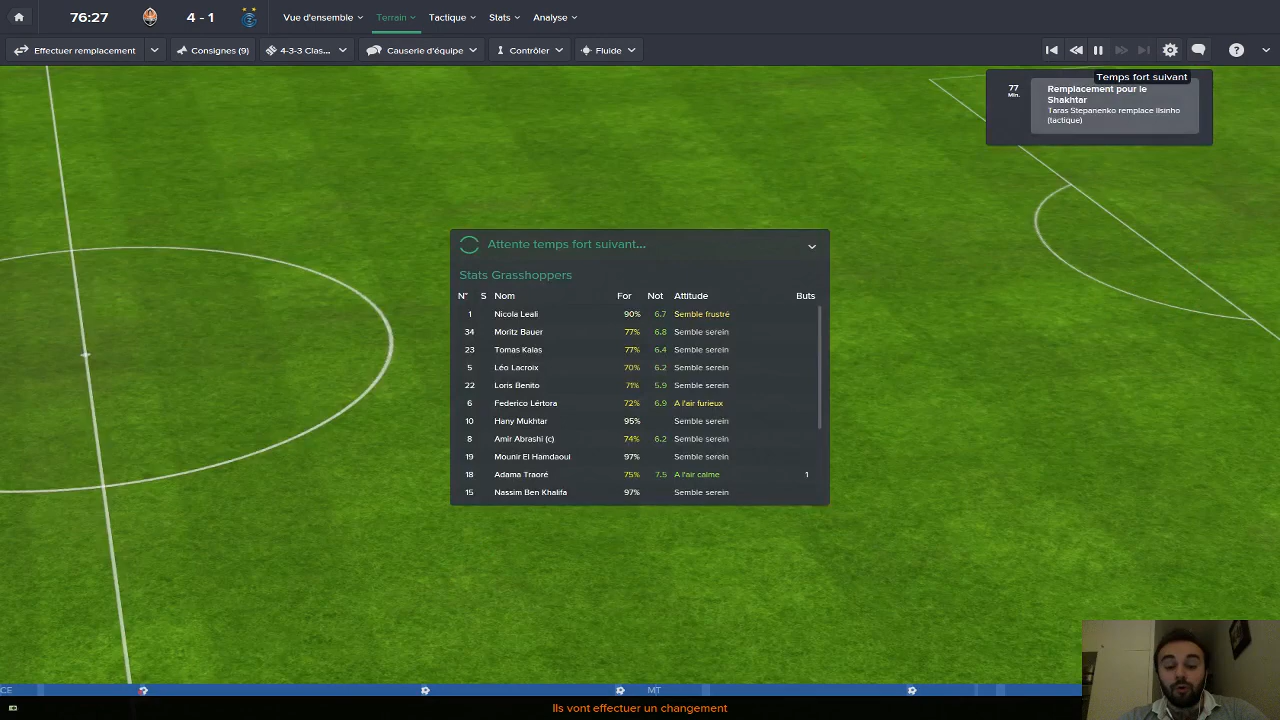 76:27 4 - 1 Vue d'ensemble Terrain Tactique Stats Analyse
Effectuer remplacement Consignes (9) 4-3-3 Clas... Causerie d'équipe Contrôler Fluide
Temps fort suivant
77 Min.
Remplacement pour le
Shakhtar
Taras Stepanenko remplace Ilsinho
(tactique)
Attente temps fort suivant...
Stats Grasshoppers
N° S Nom For Not Attitude Buts
1 Nicola Leali 90% 6.7 Semble frustré
34 Moritz Bauer 77% 6.8 Semble serein
23 Tomas Kalas 77% 6.4 Semble serein
5 Léo Lacroix 70% 6.2 Semble serein
22 Loris Benito 71% 5.9 Semble serein
6 Federico Lértora 72% 6.9 A l'air furieux
10 Hany Mukhtar 95% Semble serein
8 Amir Abrashi (c) 74% 6.2 Semble serein
19 Mounir El Hamdaoui 97% Semble serein
18 Adama Traoré 75% 7.5 A l'air calme 1
15 Nassim Ben Khalifa 97% Semble serein
CE MT
Ils vont effectuer un changement